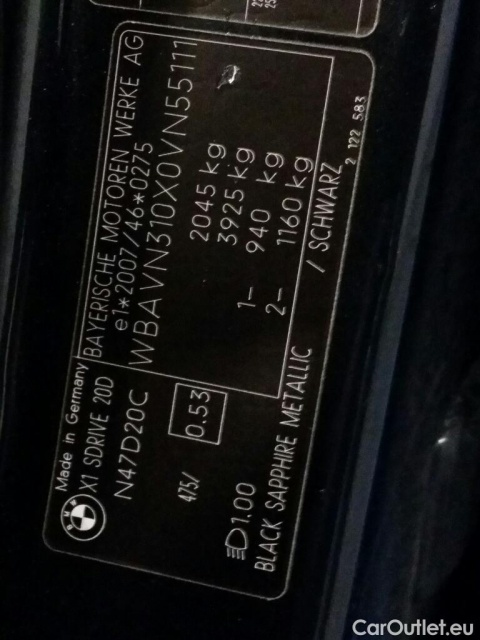 Made in Germany
BAYERISCHE MOTOREN WERKE AG
e1*2007/46*0275
WBAVN310X0VN55111
2045 kg
3925 kg
1- 940 kg
2- 1160 kg
BMW
X1 SDRIVE 20D
N47D20C
475/ 0.53
1.00
BLACK SAPPHIRE METALLIC / SCHWARZ
2 122 583
CarOutlet.eu